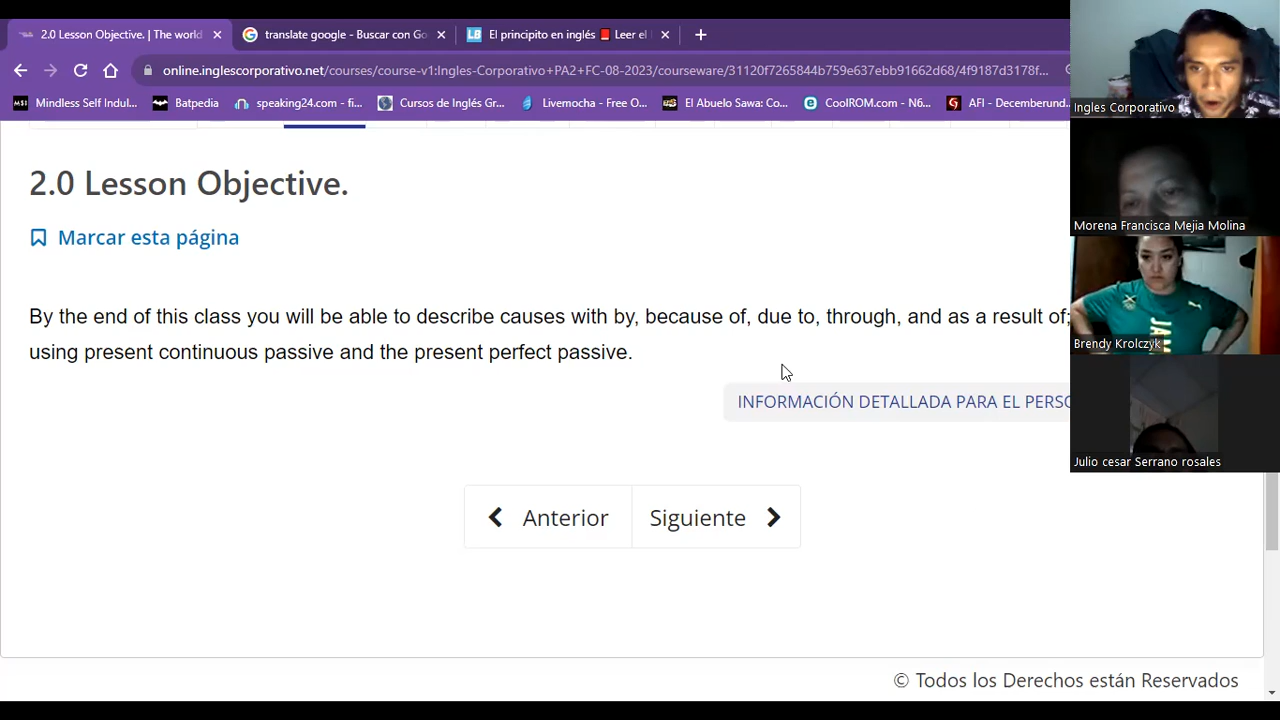 2.0 Lesson Objective. | The world
translate google - Buscar con Go
El principito en inglés 📕 Leer el
online.inglescorporativo.net/courses/course-v1:Ingles-Corporativo+PA2+FC-08-2023/courseware/31120f7265844b759e637ebb91662d68/4f9187d3178f...
Mindless Self Indul...
Batpedia
speaking24.com - fi...
Cursos de Inglés Gr...
Livemocha - Free O...
El Abuelo Sawa: Co...
CoolROM.com - N6...
AFI - Decemberund
Ingles Corporativo
Morena Francisca Mejia Molina
Brendy Krolczyk
Julio cesar Serrano rosales
2.0 Lesson Objective.
Marcar esta página
By the end of this class you will be able to describe causes with by, because of, due to, through, and as a result of;
using present continuous passive and the present perfect passive.
INFORMACIÓN DETALLADA PARA EL PERSO
Anterior
Siguiente
© Todos los Derechos están Reservados